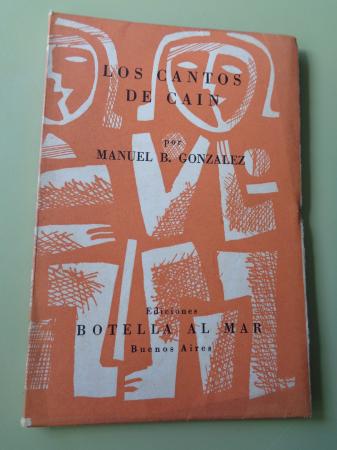 LOS CANTOS
DE CAIN
por
MANUEL B. GONZALEZ
Ediciones
BOTELLA AL MAR
Buenos Aires